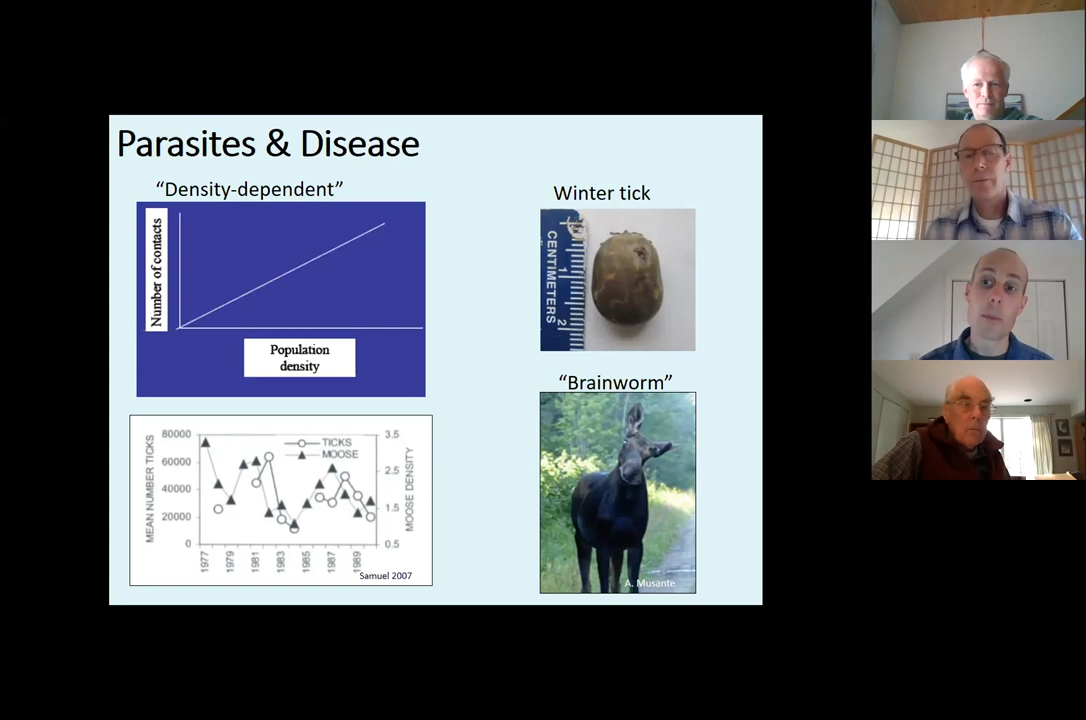 Parasites & Disease
“Density-dependent”
Number of contacts
Population
density
Winter tick
CENTIMETERS
1
2
“Brainworm”
A. Musante
MEAN NUMBER TICKS
80000
60000
40000
20000
0
TICKS
MOOSE
3.5
2.5
1.5
0.5
MOOSE DENSITY
1977
1979
1981
1983
1985
1987
1989
Samuel 2007